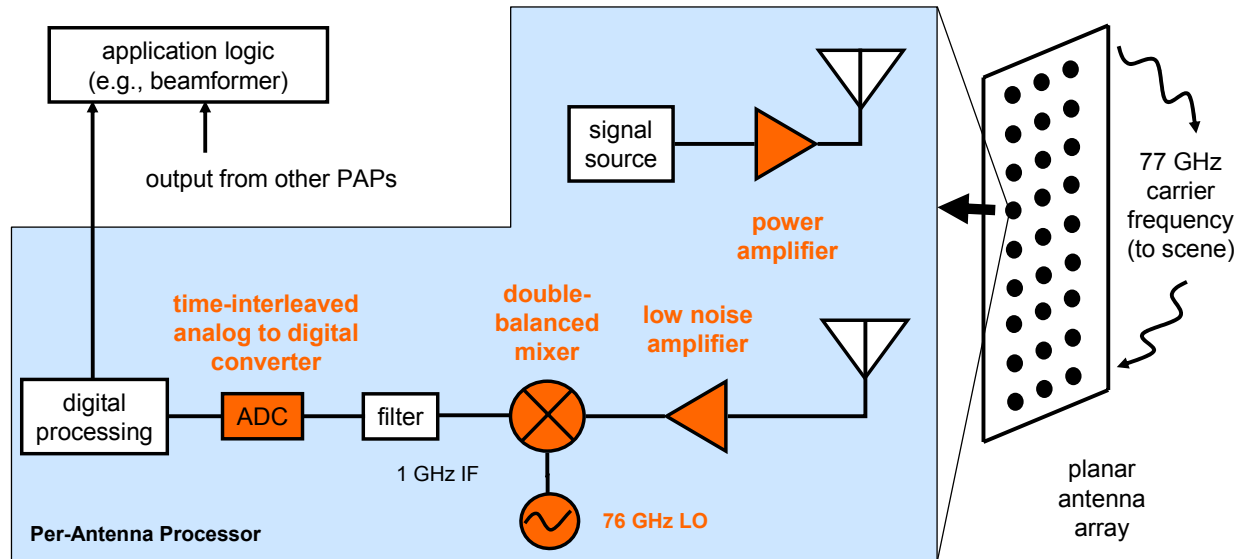 application logic
(e.g., beamformer)
output from other PAPs
signal
source
power
amplifier
77 GHz
carrier
frequency
(to scene)
time-interleaved
analog to digital
converter
double-
balanced
mixer
low noise
amplifier
digital
processing
ADC
filter
1 GHz IF
76 GHz LO
Per-Antenna Processor
planar
antenna
array